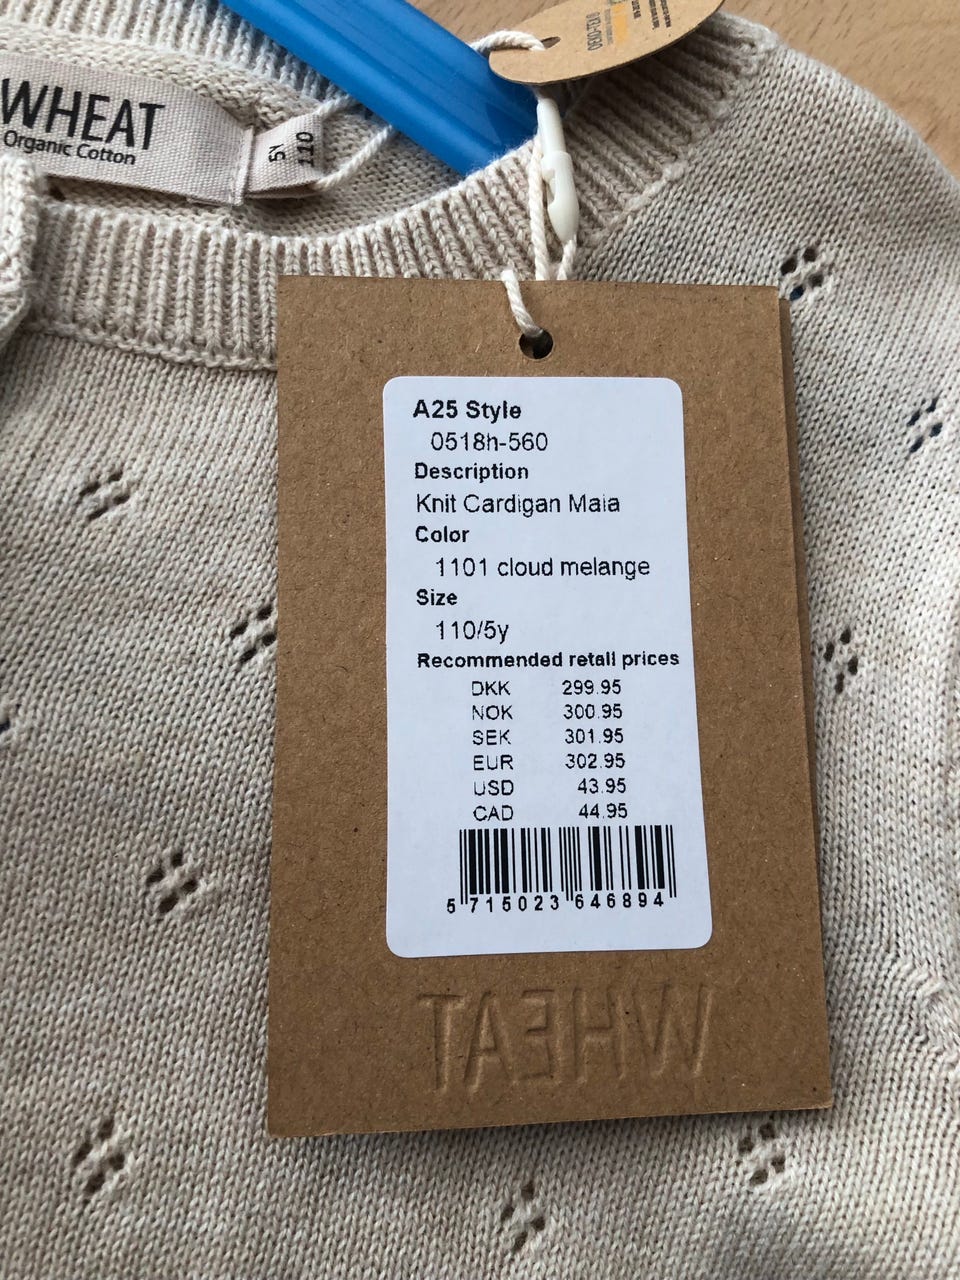 WHEAT
Organic Cotton
5Y
110
OEKO-TEX®
A25 Style
0518h-560
Description
Knit Cardigan Maia
Color
1101 cloud melange
Size
110/5y
Recommended retail prices
DKK 299.95
NOK 300.95
SEK 301.95
EUR 302.95
USD 43.95
CAD 44.95
5 715023 646894
WHEAT